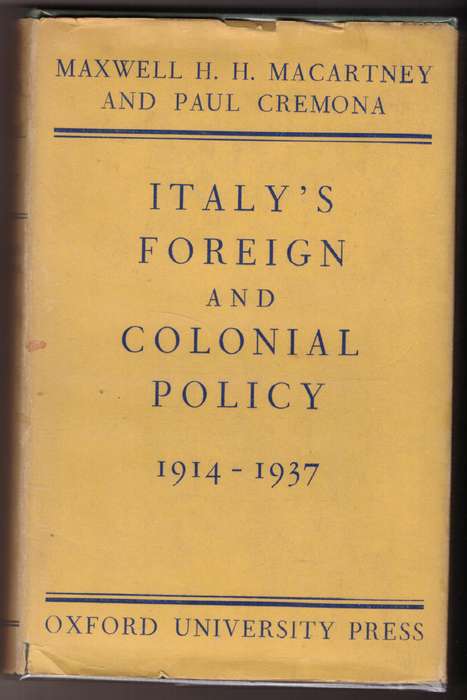 MAXWELL H. H. MACARTNEY
AND PAUL CREMONA
ITALY'S
FOREIGN
AND
COLONIAL
POLICY
1914 - 1937
OXFORD UNIVERSITY PRESS